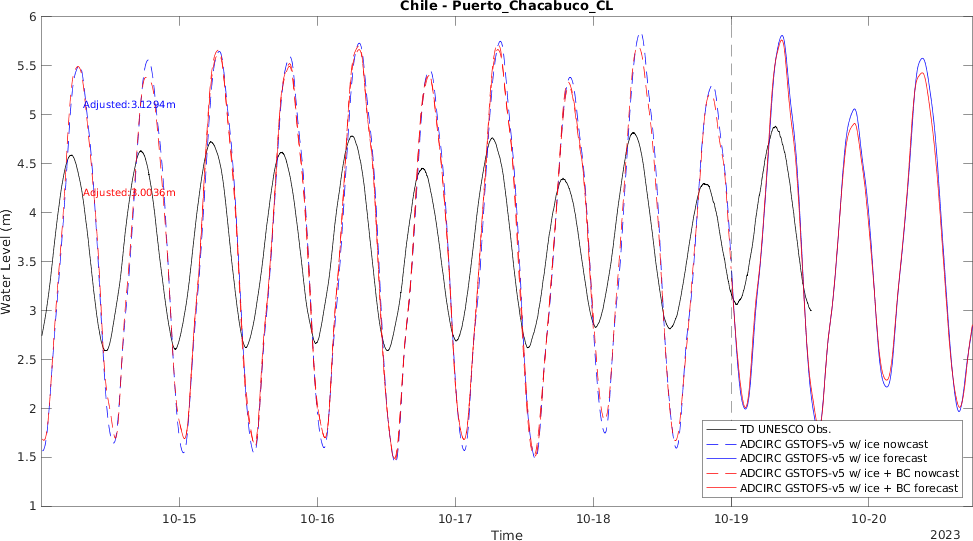 Chile - Puerto_Chacabuco_CL
6
5.5
5
4.5
4
3.5
3
2.5
2
1.5
1
Water Level (m)
Adjusted:3.1294m
Adjusted:3.0036m
TD UNESCO Obs.
ADCIRC GSTOFS-v5 w/ ice nowcast
ADCIRC GSTOFS-v5 w/ ice forecast
ADCIRC GSTOFS-v5 w/ ice + BC nowcast
ADCIRC GSTOFS-v5 w/ ice + BC forecast
10-15 10-16 10-17 10-18 10-19 10-20
Time
2023